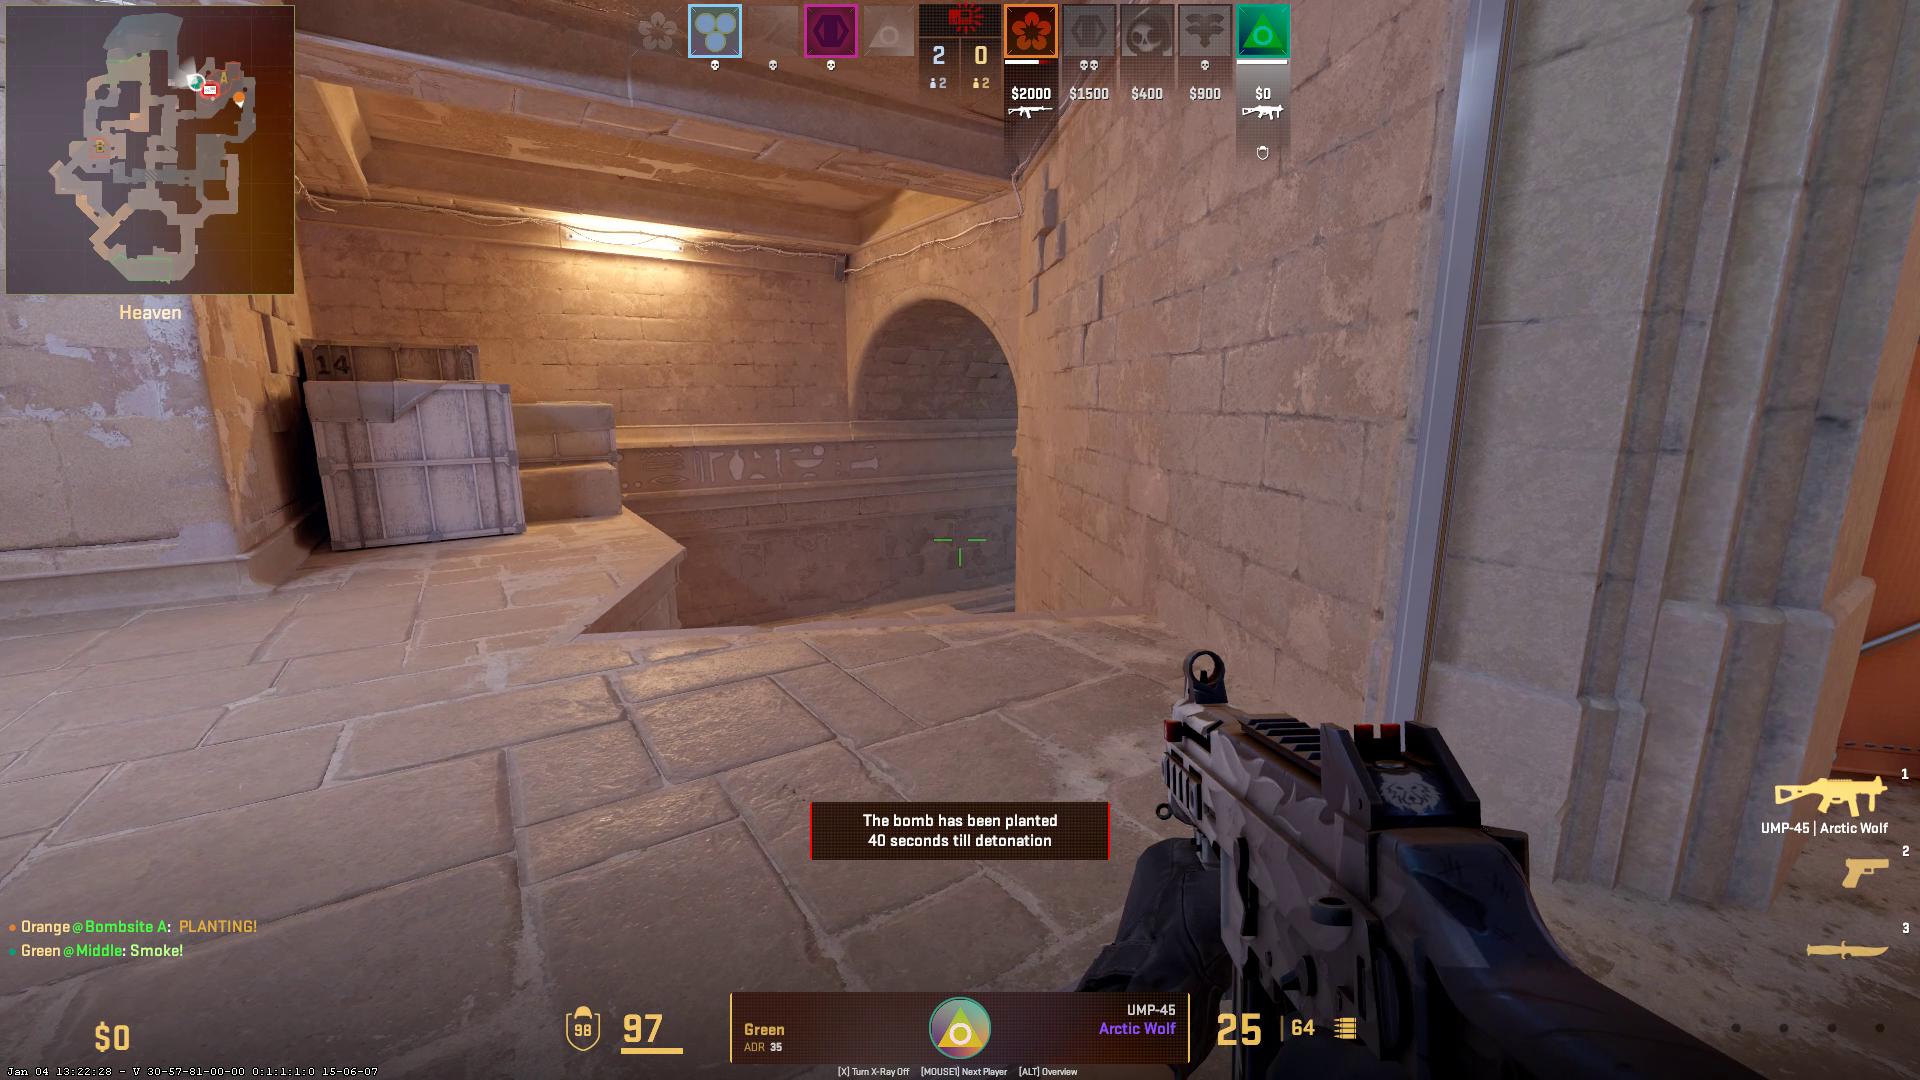 A
B
Heaven
2
0
2
2
$2000
$1500
$400
$900
$0
14
The bomb has been planted
40 seconds till detonation
1
UMP-45 | Arctic Wolf
2
3
Orange@Bombsite A: PLANTING!
Green@Middle: Smoke!
$0
98
97
Green
ADR 35
UMP-45
Arctic Wolf
25 | 64
Jan 04 13:22:28 - V 30-57-81-00-00 0:1:1:1:0 15-06-07
[X] Turn X-Ray Off [MOUSE1] Next Player [ALT] Overview